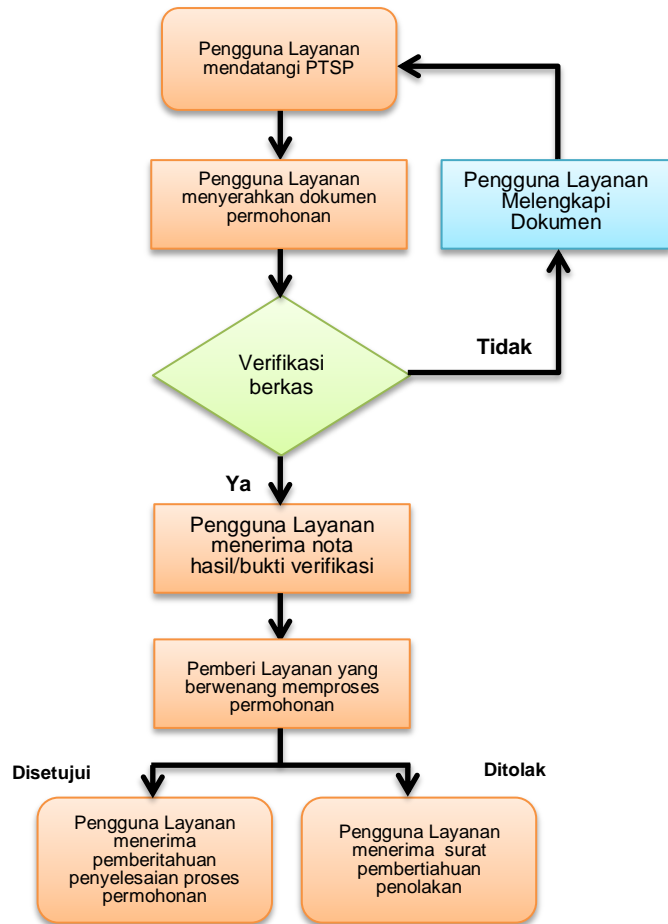 Pengguna Layanan
mendatangi PTSP
Pengguna Layanan
menyerahkan dokumen
permohonan
Pengguna Layanan
Melengkapi
Dokumen
Verifikasi
berkas
Tidak
Ya
Pengguna Layanan
menerima nota
hasil/bukti verifikasi
Pemberi Layanan yang
berwenang memproses
permohonan
Disetujui
Ditolak
Pengguna Layanan
menerima
pemberitahuan
penyelesaian proses
permohonan
Pengguna Layanan
menerima surat
pembertiahuan
penolakan